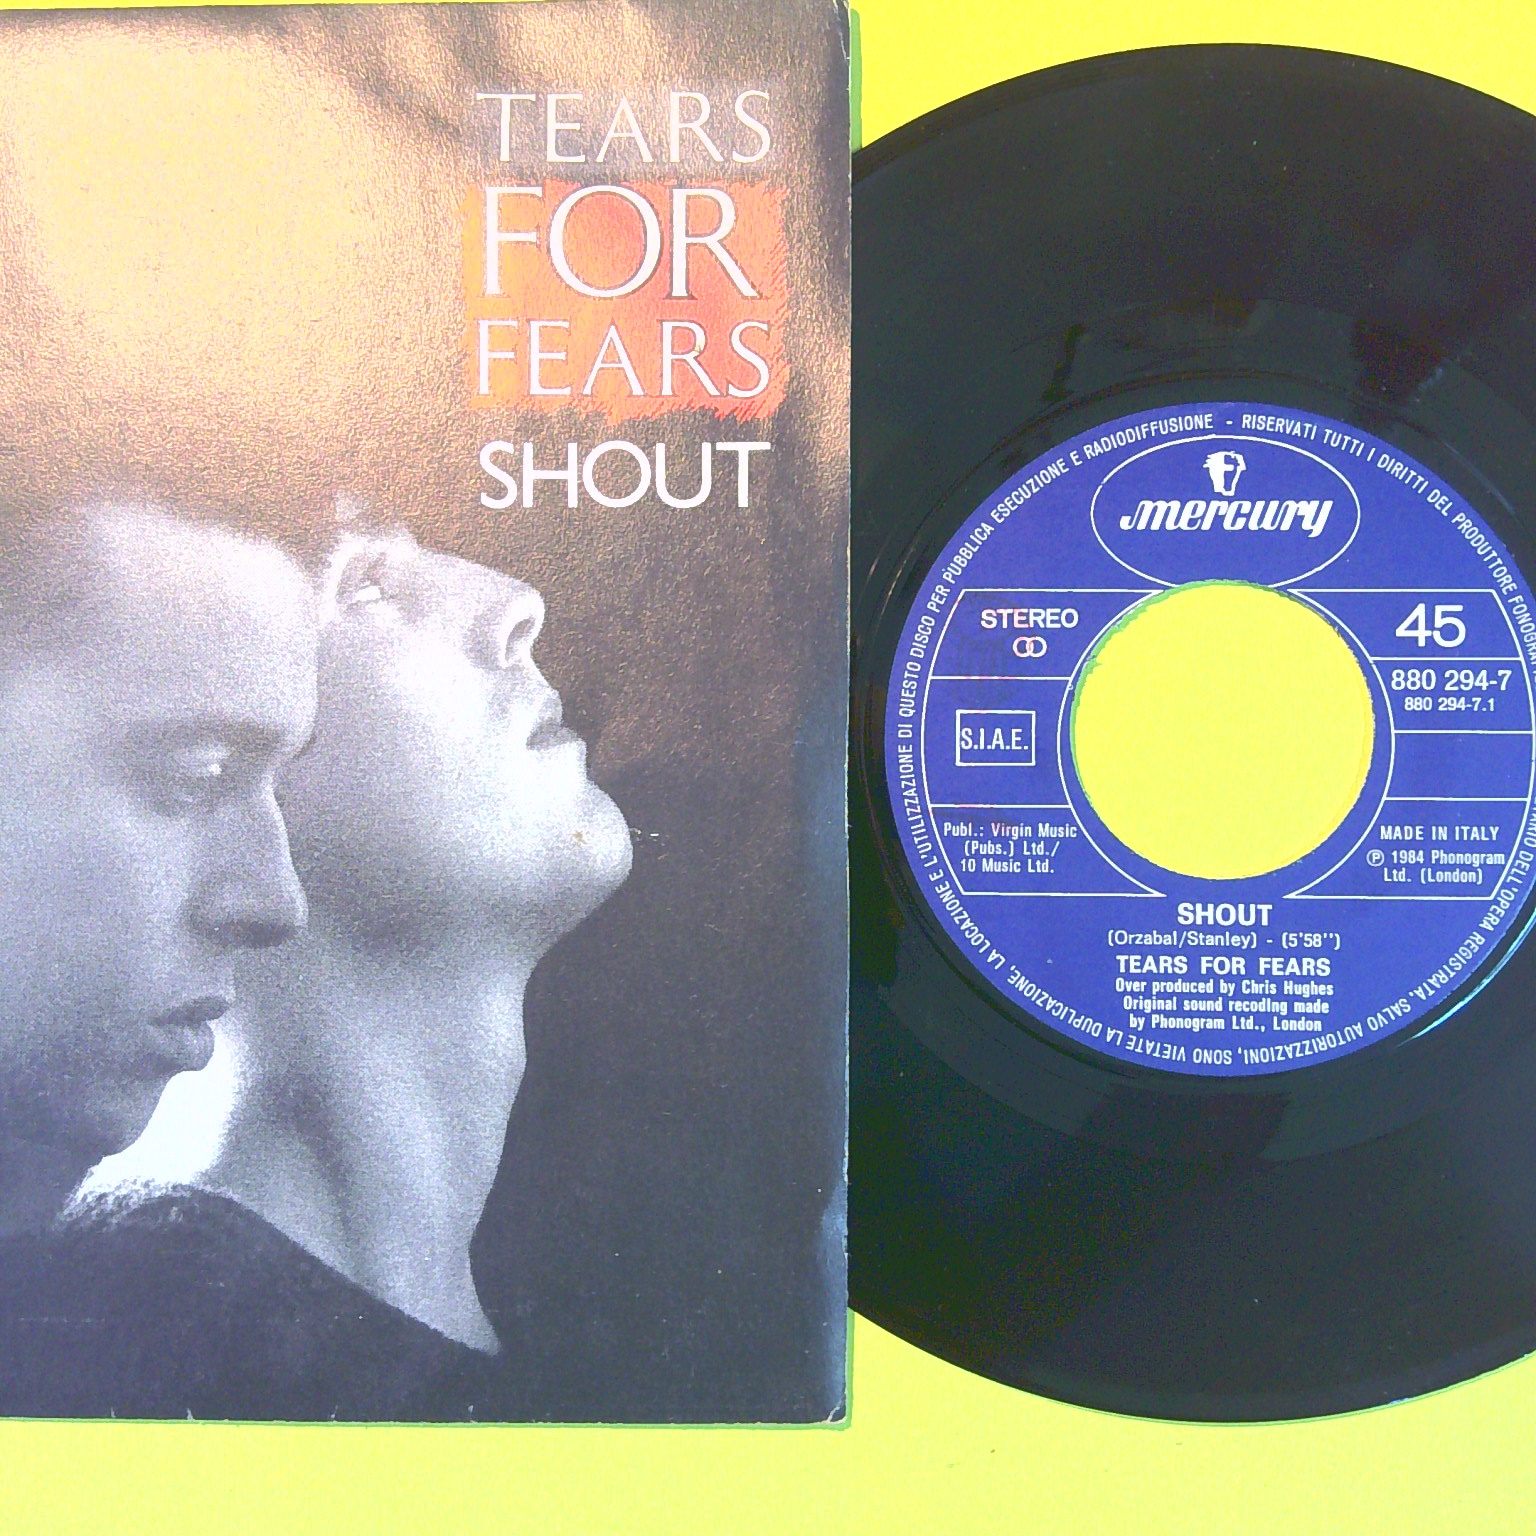 TEARS
FOR
FEARS
SHOUT
mercury
STEREO
45
880 294-7
880 294-7.1
S.I.A.E.
Publ.: Virgin Music
(Pubs.) Ltd./
10 Music Ltd.
MADE IN ITALY
Ⓟ 1984 Phonogram
Ltd. (London)
SHOUT
(Orzabal/Stanley) - (5'58'')
TEARS FOR FEARS
Over produced by Chris Hughes
Original sound recoding made
by Phonogram Ltd., London
RISERVATI TUTTI I DIRITTI DEL PRODUTTORE DELL'OPERA REGISTRATA. SALVO AUTORIZZAZIONI, SONO VIETATE LA DUPLICAZIONE, LA LOCAZIONE E L'UTILIZZAZIONE DI QUESTO DISCO PER PUBBLICA ESECUZIONE E RADIODIFFUSIONE -